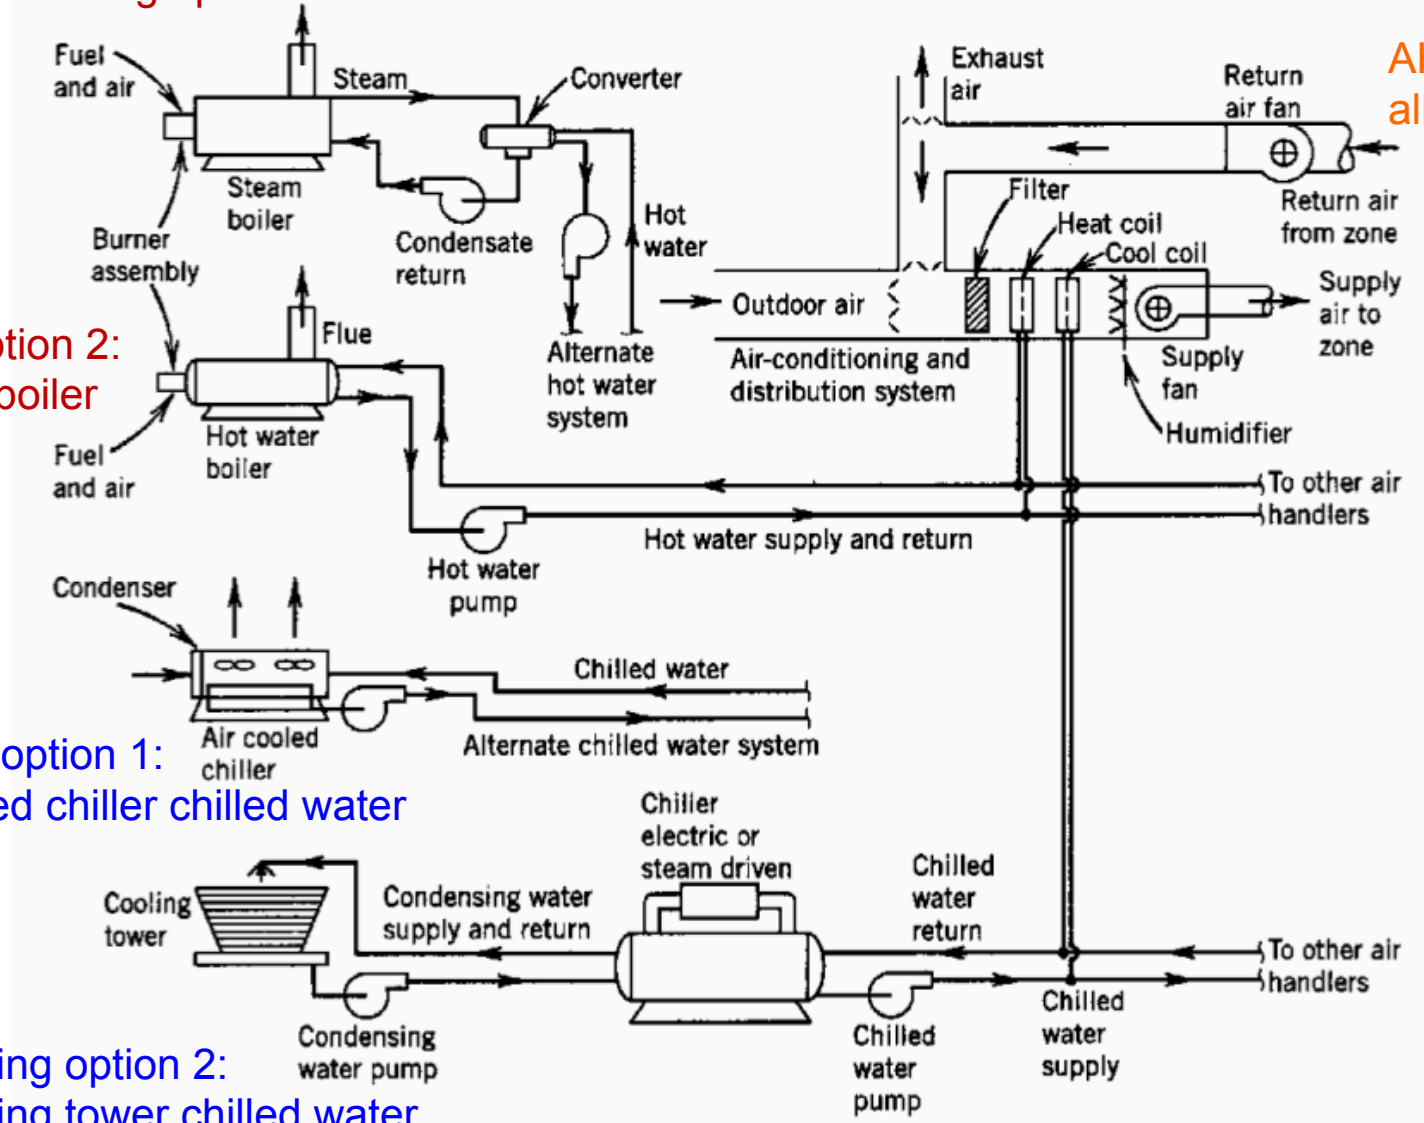 Fuel
and air
Steam
Converter
Steam
boiler
Condensate
return
Hot
water
Burner
assembly
Exhaust
air
Return
air fan
Al
Filter
Heat coil
Cool coil
Return air
from zone
Outdoor air
Supply
air to
zone
Air-conditioning and
distribution system
Supply
fan
Humidifier
Alternate
hot water
system
Flue
tion 2:
boiler
Hot water
boiler
Fuel
and air
To other air
handlers
Hot water supply and return
Hot water
pump
Condenser
Chilled water
Air cooled
chiller
Alternate chilled water system
option 1:
ed chiller chilled water
Chiller
electric or
steam driven
Cooling
tower
Condensing water
supply and return
Chilled
water
return
To other air
handlers
Condensing
water pump
Chilled
water
pump
Chilled
water
supply
ing option 2:
ing tower chilled water